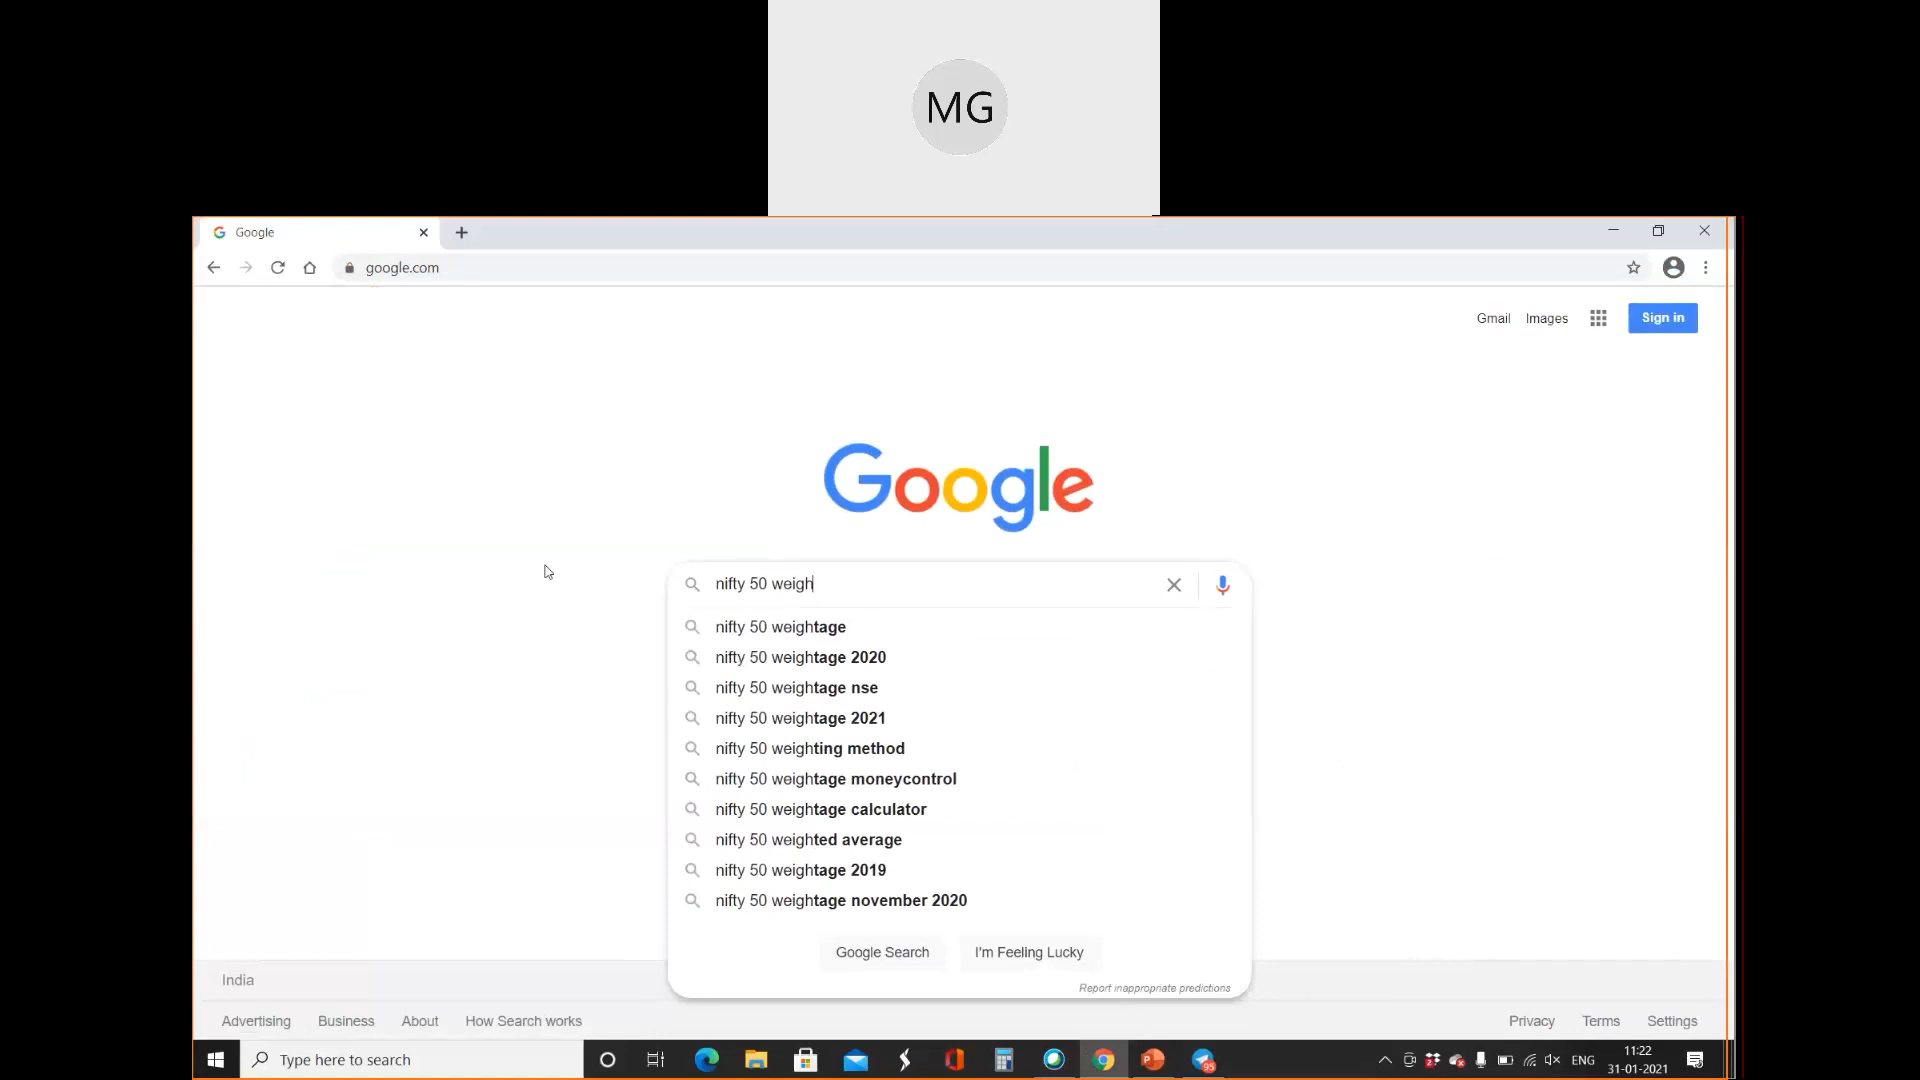 MG
Google
google.com
Gmail Images Sign in
Google
nifty 50 weigh
nifty 50 weightage
nifty 50 weightage 2020
nifty 50 weightage nse
nifty 50 weightage 2021
nifty 50 weighting method
nifty 50 weightage moneycontrol
nifty 50 weightage calculator
nifty 50 weighted average
nifty 50 weightage 2019
nifty 50 weightage november 2020
Google Search I'm Feeling Lucky
Report inappropriate predictions
India
Advertising Business About How Search works Privacy Terms Settings
Type here to search
95
2
ENG
11:22
31-01-2021